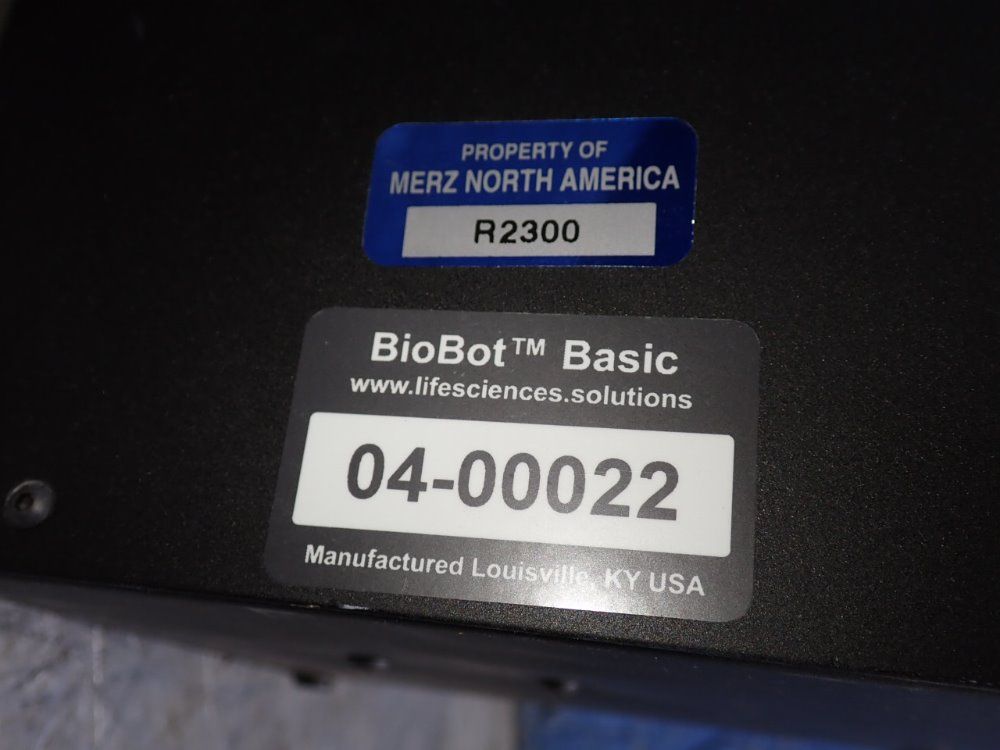 PROPERTY OF
MERZ NORTH AMERICA
R2300
BioBot™ Basic
www.lifesciences.solutions
04-00022
Manufactured Louisville, KY USA